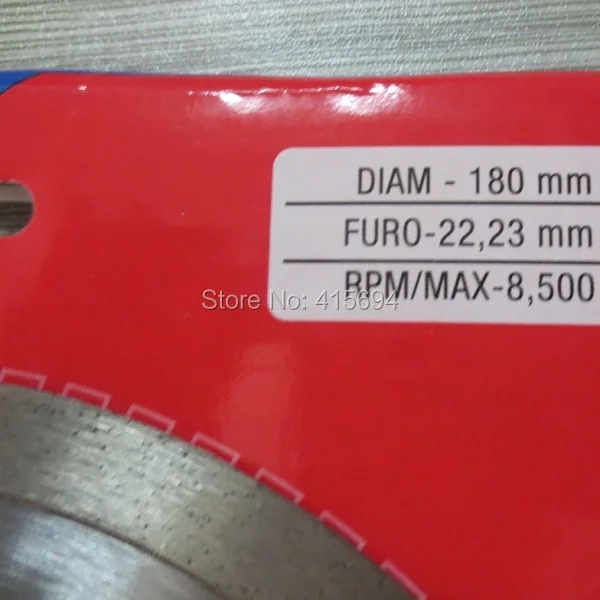 DIAM - 180 mm
FURO-22,23 mm
RPM/MAX-8,500
Store No: 415694